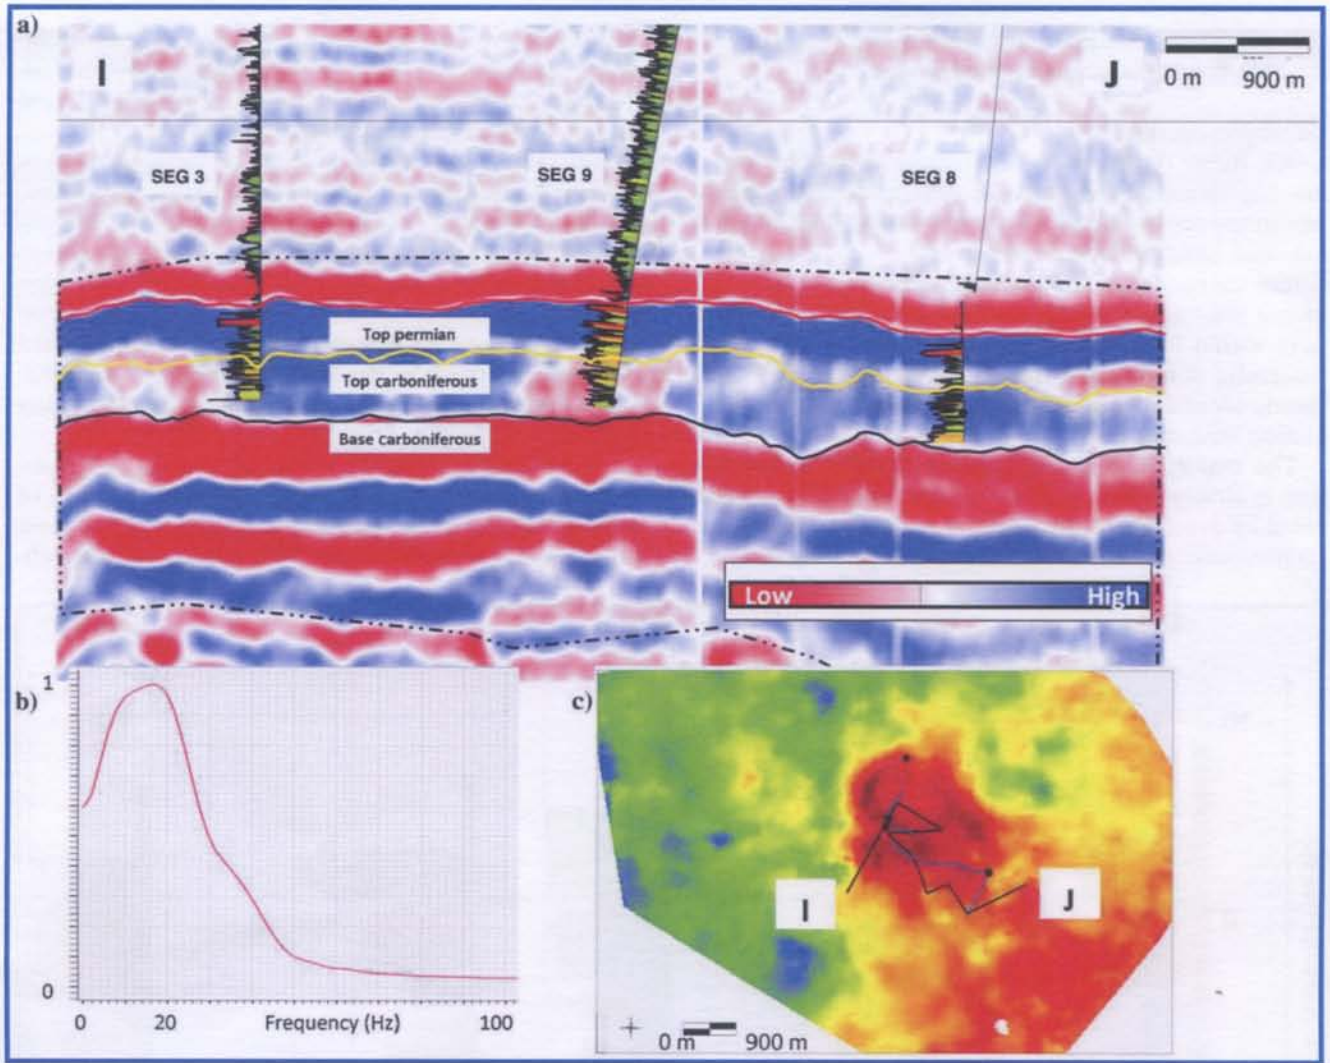 a)
I
J
0 m 900 m
SEG 3
SEG 9
SEG 8
Top permian
Top carboniferous
Base carboniferous
Low High
b)
1
0
0 20 Frequency (Hz) 100
c)
I
J
0 m 900 m